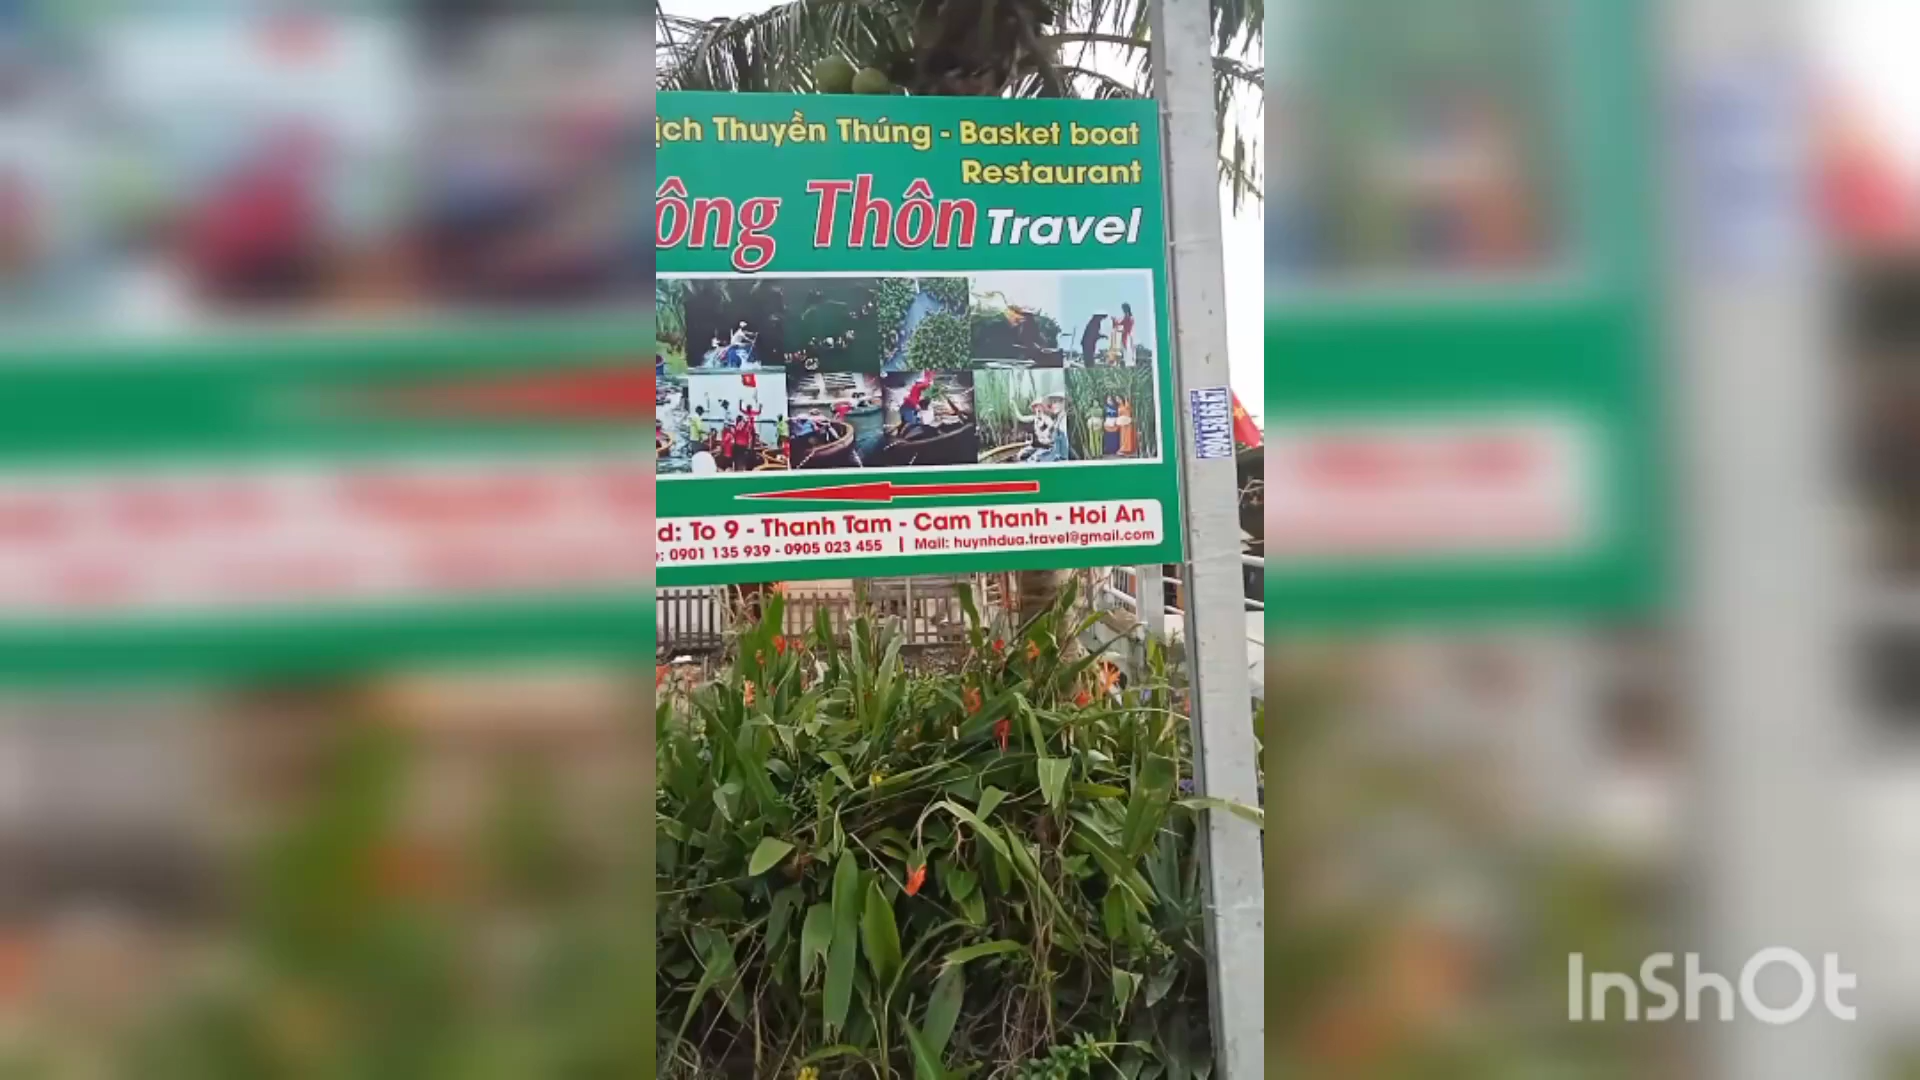 ịch Thuyền Thúng - Basket boat
Restaurant
ông Thôn Travel
d: To 9 - Thanh Tam - Cam Thanh - Hoi An
: 0901 135 939 - 0905 023 455 | Mail: huynhdua.travel@gmail.com
InShOt